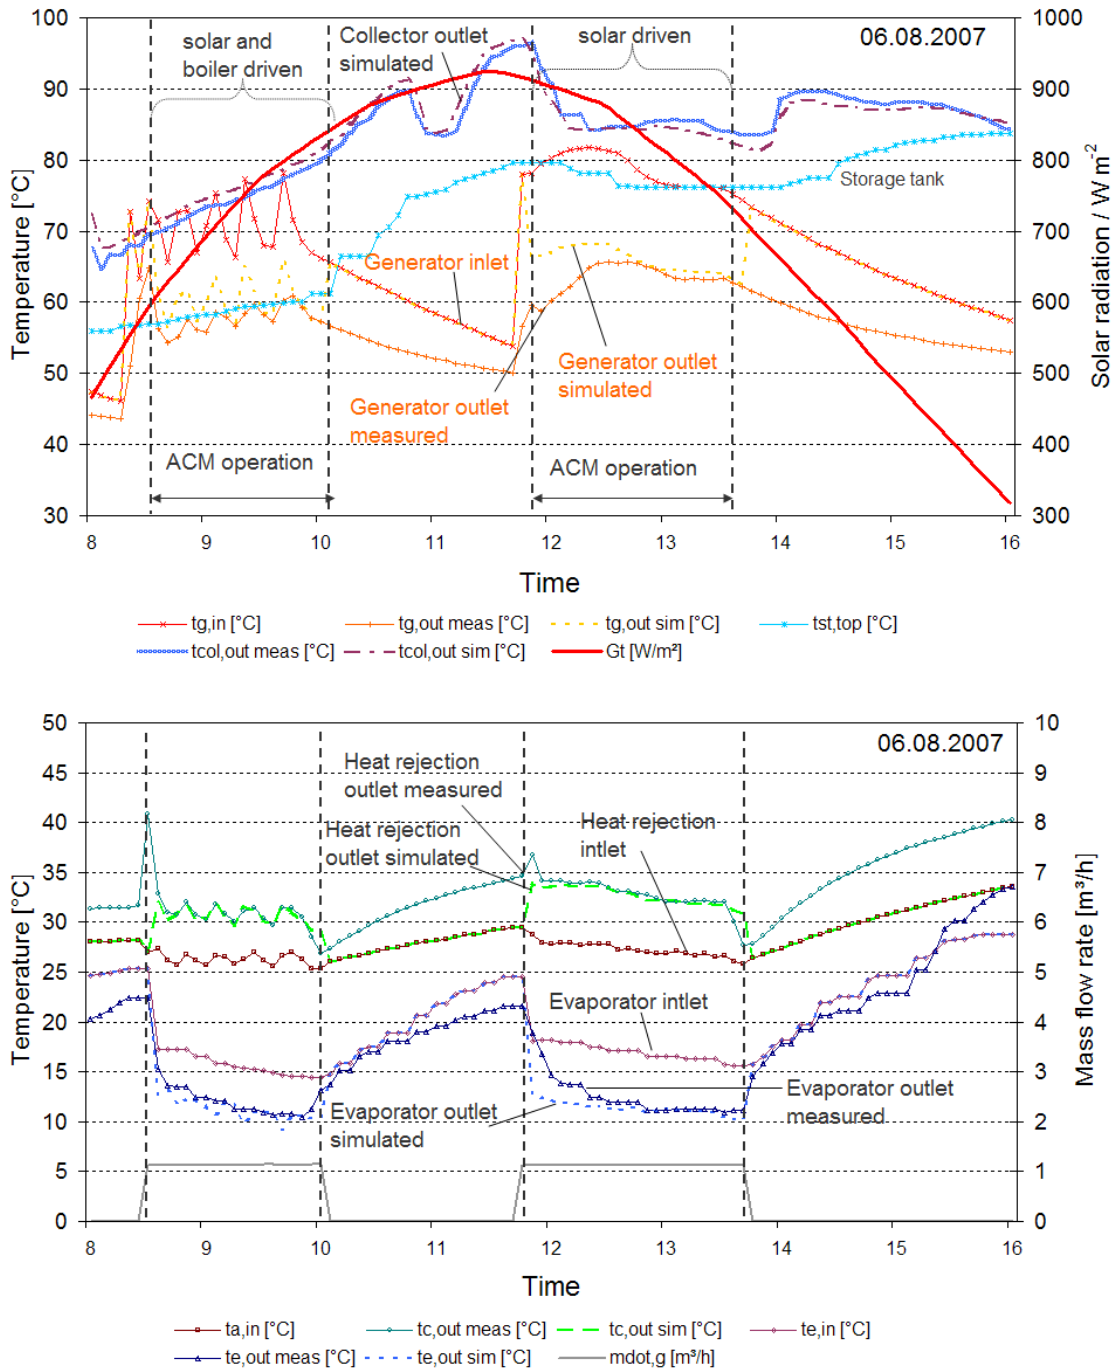 100
90
80
70
60
50
40
30
Temperature [°C]
1000
900
800
700
600
500
400
300
Solar radiation / W m-2
06.08.2007
solar and
boiler driven
Collector outlet
simulated
solar driven
Storage tank
Generator inlet
Generator outlet
simulated
Generator outlet
measured
ACM operation
ACM operation
8 9 10 11 12 13 14 15 16
Time
tg,in [°C] tg,out meas [°C] tg,out sim [°C] tst,top [°C]
tcol,out meas [°C] tcol,out sim [°C] Gt [W/m²]
50
45
40
35
30
25
20
15
10
5
0
Temperature [°C]
10
9
8
7
6
5
4
3
2
1
0
Mass flow rate [m³/h]
06.08.2007
Heat rejection
outlet measured
Heat rejection
outlet simulated
Heat rejection
intlet
Evaporator intlet
Evaporator outlet
simulated
Evaporator outlet
measured
8 9 10 11 12 13 14 15 16
Time
ta,in [°C] tc,out meas [°C] tc,out sim [°C] te,in [°C]
te,out meas [°C] te,out sim [°C] mdot,g [m³/h]